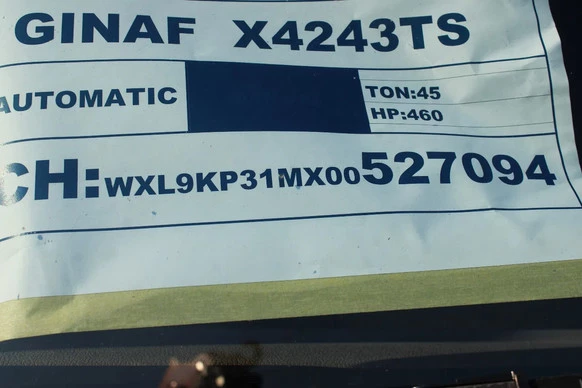 GINAF X4243TS
AUTOMATIC
TON:45
HP:460
CH:WXL9KP31MX00527094